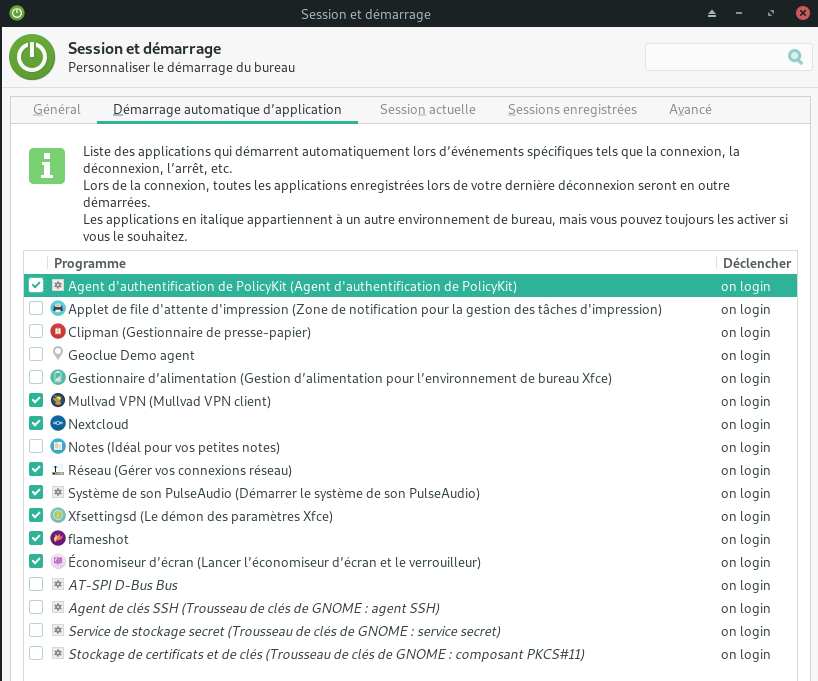 Session et démarrage
Session et démarrage
Personnaliser le démarrage du bureau
Général Démarrage automatique d’application Session actuelle Sessions enregistrées Avancé
Liste des applications qui démarrent automatiquement lors d’événements spécifiques tels que la connexion, la
déconnexion, l’arrêt, etc.
Lors de la connexion, toutes les applications enregistrées lors de votre dernière déconnexion seront en outre
démarrées.
Les applications en italique appartiennent à un autre environnement de bureau, mais vous pouvez toujours les activer si
vous le souhaitez.
Programme Déclencher
Agent d'authentification de PolicyKit (Agent d'authentification de PolicyKit) on login
Applet de file d'attente d'impression (Zone de notification pour la gestion des tâches d'impression) on login
Clipman (Gestionnaire de presse-papier) on login
Geoclue Demo agent on login
Gestionnaire d’alimentation (Gestion d’alimentation pour l’environnement de bureau Xfce) on login
Mullvad VPN (Mullvad VPN client) on login
Nextcloud on login
Notes (Idéal pour vos petites notes) on login
Réseau (Gérer vos connexions réseau) on login
Système de son PulseAudio (Démarrer le système de son PulseAudio) on login
Xfsettingsd (Le démon des paramètres Xfce) on login
flameshot on login
Économiseur d’écran (Lancer l’économiseur d’écran et le verrouilleur) on login
AT-SPI D-Bus Bus on login
Agent de clés SSH (Trousseau de clés de GNOME : agent SSH) on login
Service de stockage secret (Trousseau de clés de GNOME : service secret) on login
Stockage de certificats et de clés (Trousseau de clés de GNOME : composant PKCS#11) on login